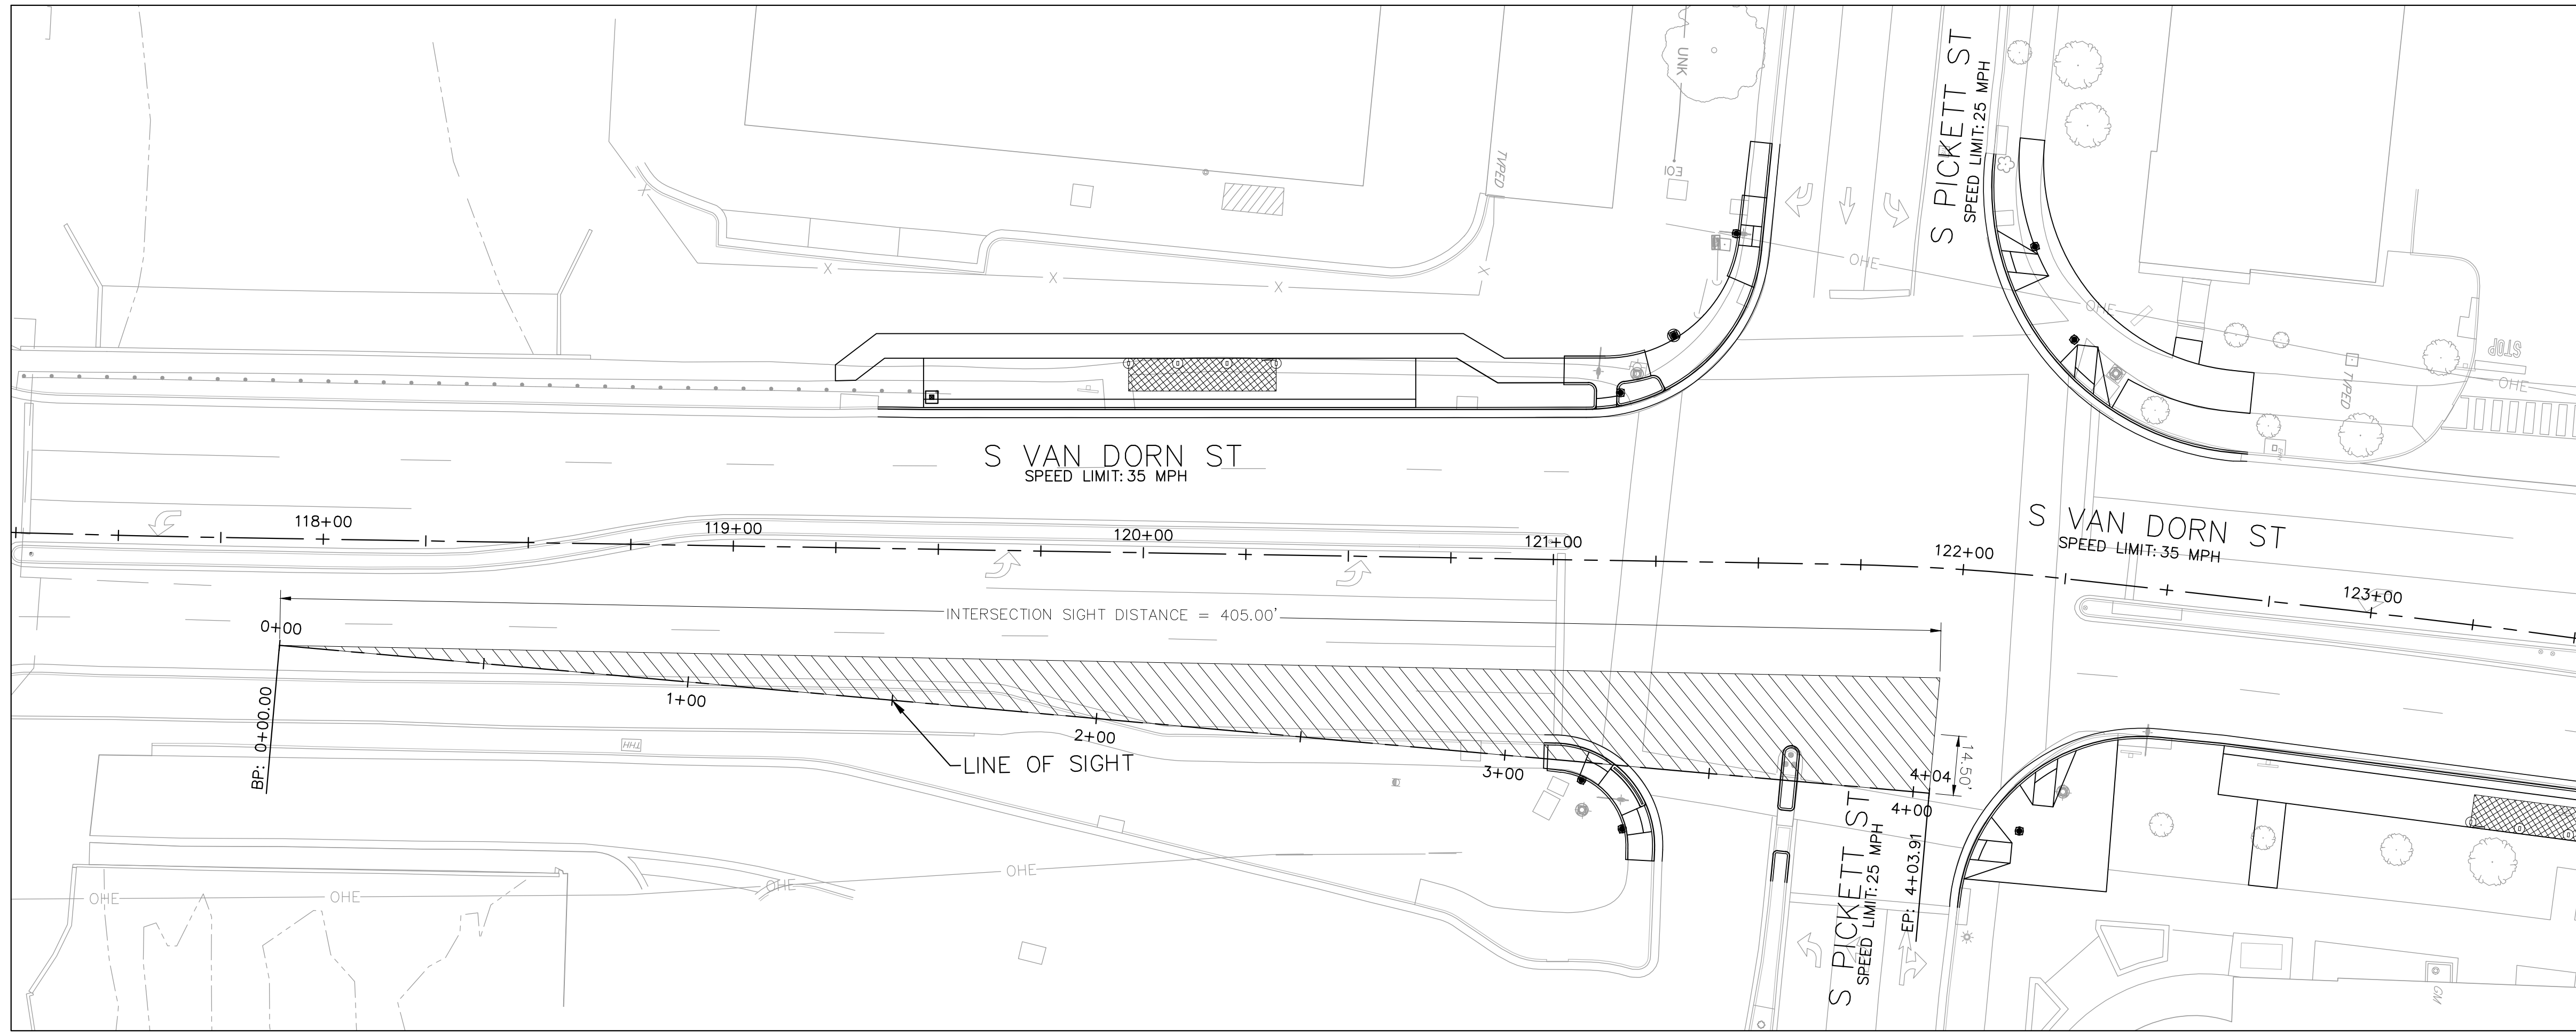 UNK
EOI
TVPED
S PICKETT ST
SPEED LIMIT: 25 MPH
OHE
OHE
X
X
X
X
X
STOP
OHE
TVPED
S VAN DORN ST
SPEED LIMIT: 35 MPH
S VAN DORN ST
SPEED LIMIT: 35 MPH
118+00
119+00
120+00
121+00
122+00
123+00
INTERSECTION SIGHT DISTANCE = 405.00'
0+00
1+00
2+00
3+00
4+00
4+04
14.50'
BP: 0+00.00
EP: 4+03.91
LINE OF SIGHT
THH
S PICKETT ST
SPEED LIMIT: 25 MPH
OHE
OHE
OHE
OHE
GM